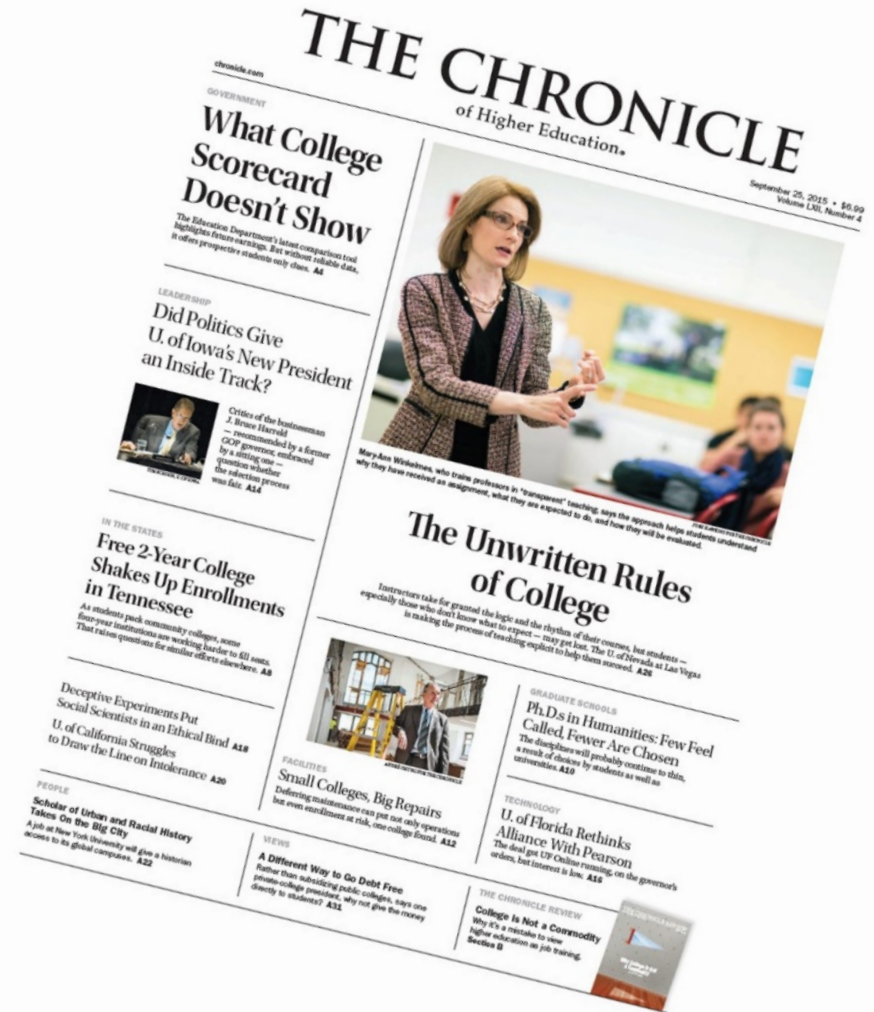 THE CHRONICLE
of Higher Education®
chronicle.com
September 25, 2015 • $6.99
Volume LXII, Number 4
GOVERNMENT
What College
Scorecard
Doesn't Show
The Education Department's latest comparison tool
highlights future earnings. But without reliable data,
it offers prospective students only clues. A4
LEADERSHIP
Did Politics Give
U. of Iowa's New President
an Inside Track?
Critics of the businessman
J. Bruce Harreld
— recommended by a former
GOP governor, embraced
by a sitting one —
question whether
the selection process
was fair. A14
IN THE STATES
Free 2-Year College
Shakes Up Enrollments
in Tennessee
As students pack community colleges, some
four-year institutions are working harder to fill seats.
That raises questions for similar efforts elsewhere. A8
Deceptive Experiments Put
Social Scientists in an Ethical Bind A18
U. of California Struggles
to Draw the Line on Intolerance A20
Mary-Ann Winkelmes, who trains professors in "transparent" teaching, says the approach helps students understand
why they have received an assignment, what they are expected to do, and how they will be evaluated.
The Unwritten Rules
of College
Instructors take for granted the logic and the rhythm of their courses, but students —
especially those who don't know what to expect — may get lost. The U. of Nevada at Las Vegas
is making the process of teaching explicit to help them succeed. A26
FACILITIES
Small Colleges, Big Repairs
Deferring maintenance can put not only operations
but even enrollment at risk, one college found. A12
GRADUATE SCHOOLS
Ph.D.s in Humanities: Few Feel
Called, Fewer Are Chosen
The disciplines will probably continue to thin,
a result of choices by students as well as
universities. A10
TECHNOLOGY
U. of Florida Rethinks
Alliance With Pearson
The deal got UF Online running, on the governor's
orders, but interest is low. A16
PEOPLE
Scholar of Urban and Racial History
Takes On the Big City
A job at New York University will give a historian
access to its global campuses. A22
VIEWS
A Different Way to Go Debt Free
Rather than subsidizing public colleges, says one
private-college president, why not give the money
directly to students? A31
THE CHRONICLE REVIEW
College Is Not a Commodity
Why it's a mistake to view
higher education as job training.
Section B